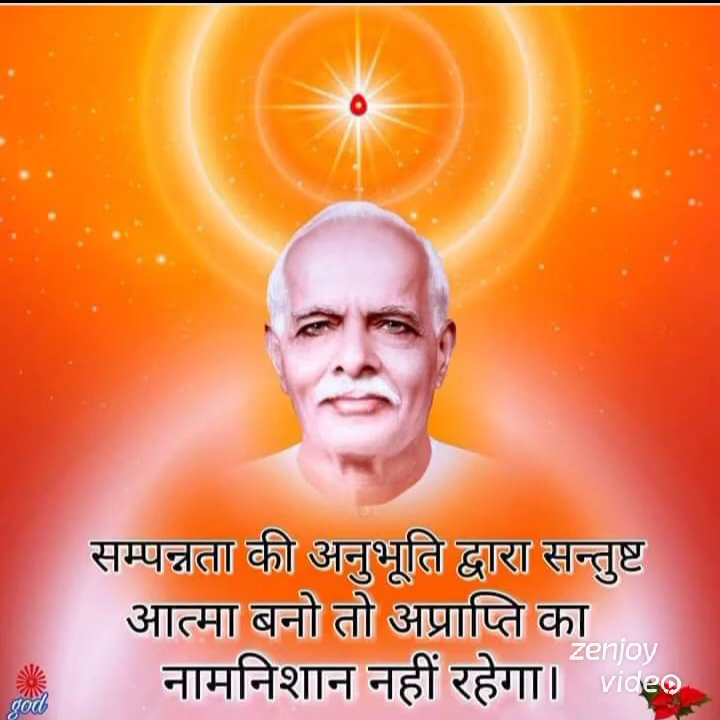 सम्पन्नता की अनुभूति द्वारा सन्तुष्ट
आत्मा बनो तो अप्राप्ति का
नामनिशान नहीं रहेगा।
zenjoy
video
god